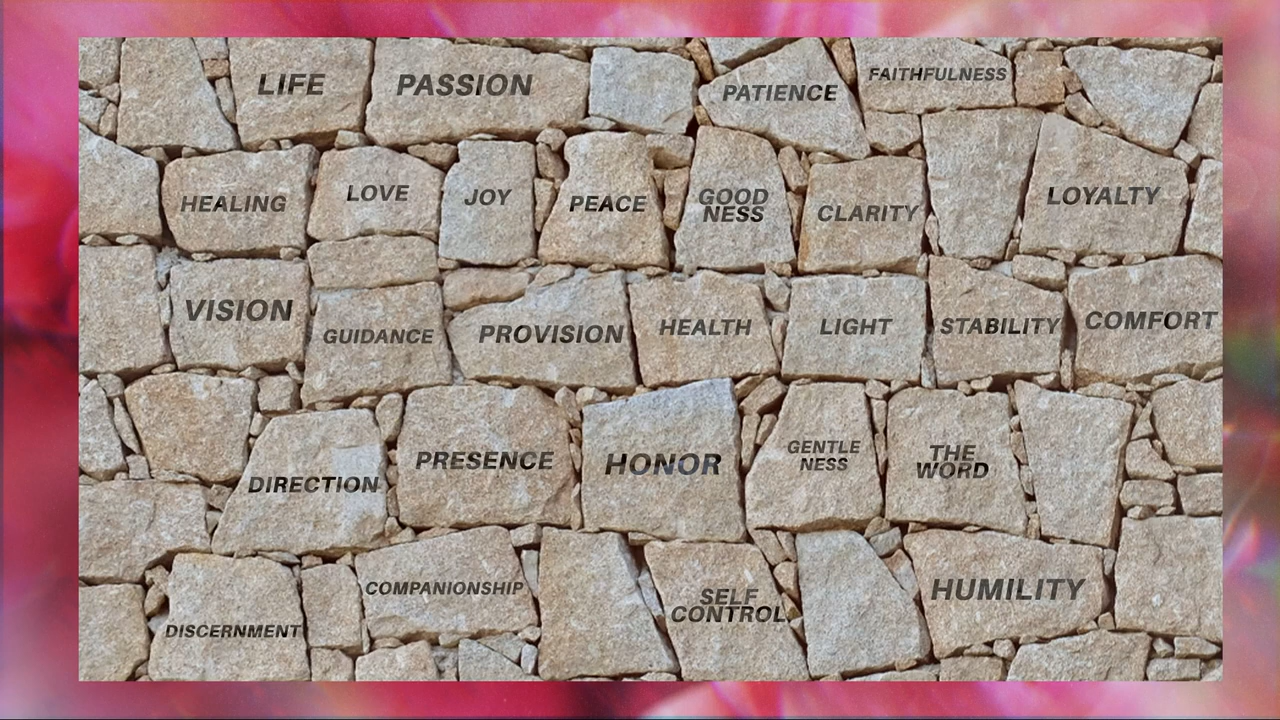 LIFE
PASSION
PATIENCE
FAITHFULNESS
HEALING
LOVE
JOY
PEACE
GOOD
NESS
CLARITY
LOYALTY
VISION
GUIDANCE
PROVISION
HEALTH
LIGHT
STABILITY
COMFORT
DIRECTION
PRESENCE
HONOR
GENTLE
NESS
THE
WORD
DISCERNMENT
COMPANIONSHIP
SELF
CONTROL
HUMILITY